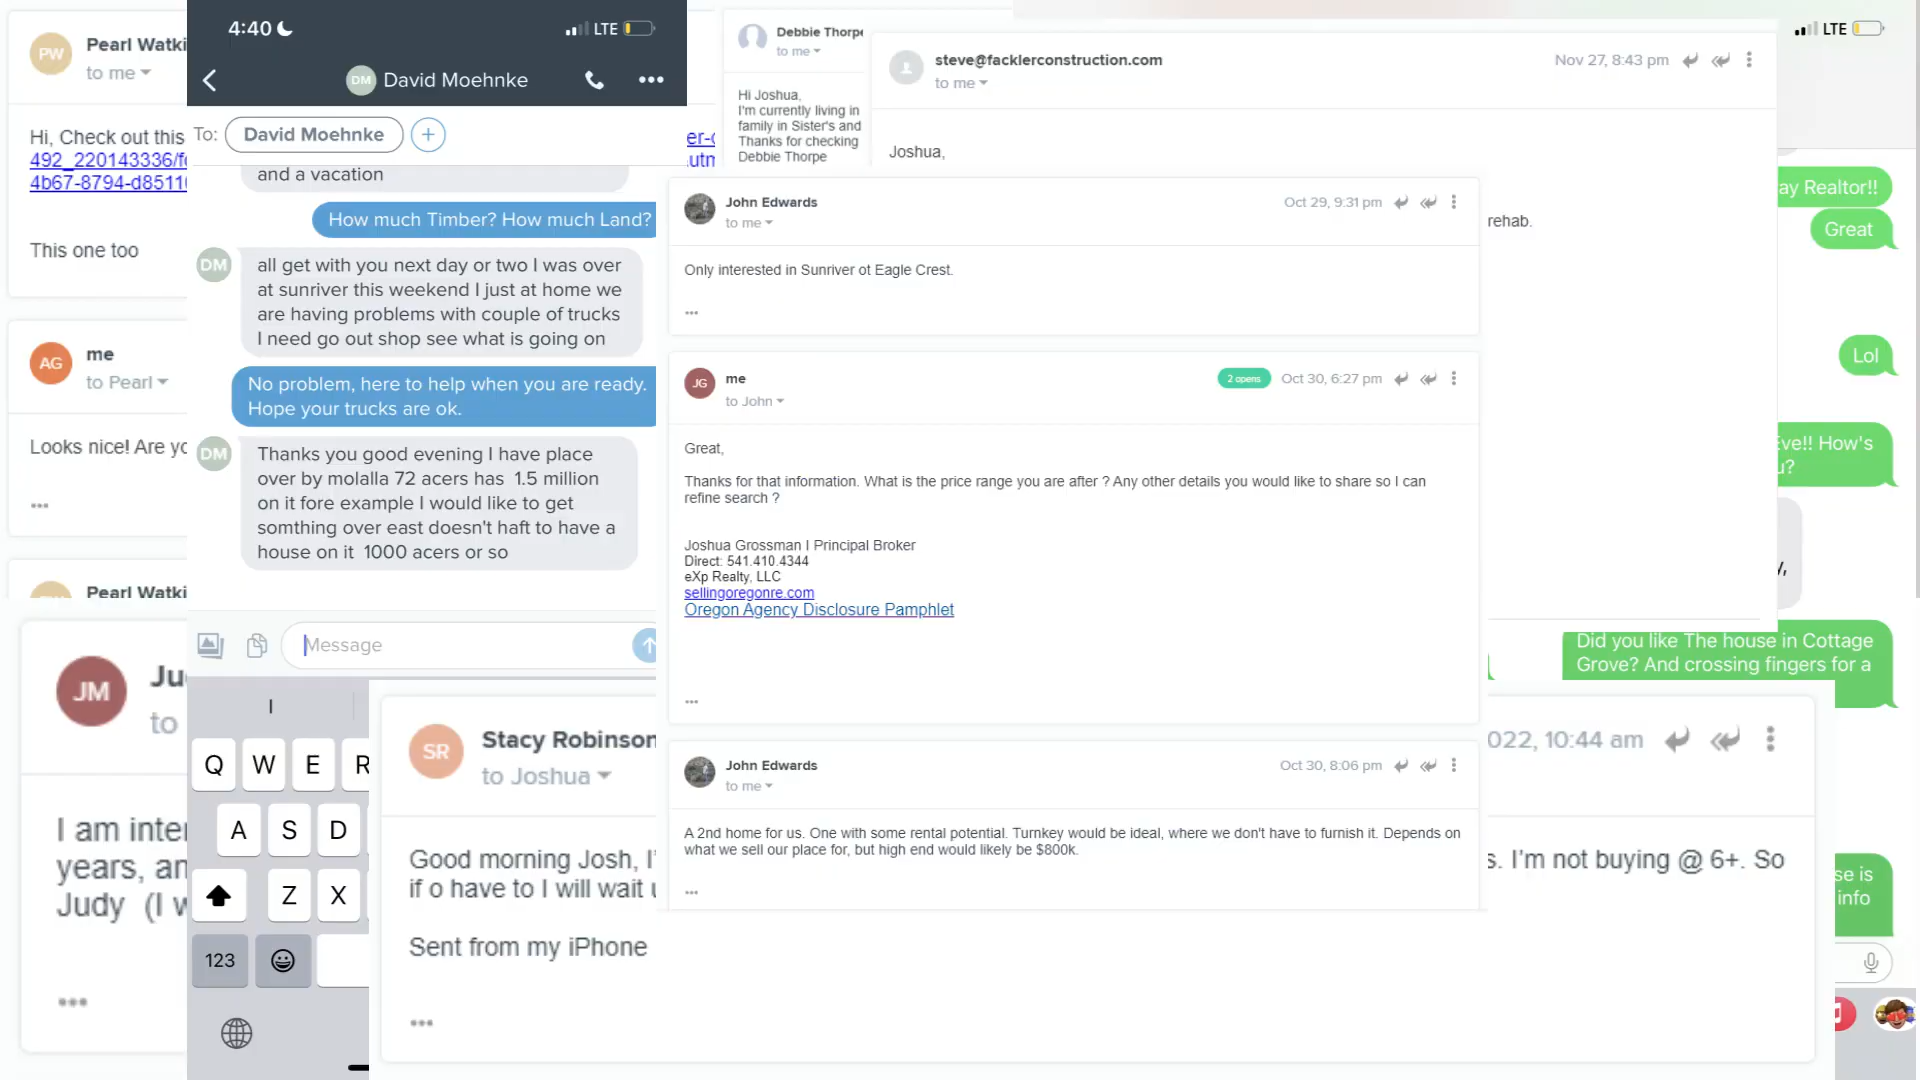 Pearl Watki
to me
Hi, Check out this
492_220143336/f
4b67-8794-d8511
This one too
AG
me
to Pearl
Looks nice! Are yo
Pearl Watki
JM
Ju
to
I am inter
years, an
Judy (I w
4:40
LTE
DM
David Moehnke
To:
David Moehnke
+
and a vacation
How much Timber? How much Land?
DM
all get with you next day or two I was over
at sunriver this weekend I just at home we
are having problems with couple of trucks
I need go out shop see what is going on
No problem, here to help when you are ready.
Hope your trucks are ok.
DM
Thanks you good evening I have place
over by molalla 72 acers has 1.5 million
on it fore example I would like to get
somthing over east doesn't haft to have a
house on it 1000 acers or so
Message
I
Q W E R
A S D
Z X
123
PW
er-c
utm
Debbie Thorpe
to me
Hi Joshua,
I'm currently living in
family in Sister's and
Thanks for checking
Debbie Thorpe
steve@facklerconstruction.com
to me
Nov 27, 8:43 pm
Joshua,
rehab.
John Edwards
to me
Oct 29, 9:31 pm
Only interested in Sunriver ot Eagle Crest.
JG
me
to John
2 opens
Oct 30, 6:27 pm
Great,
Thanks for that information. What is the price range you are after ? Any other details you would like to share so I can
refine search ?
Joshua Grossman I Principal Broker
Direct: 541.410.4344
eXp Realty, LLC
sellingoregonre.com
Oregon Agency Disclosure Pamphlet
John Edwards
to me
Oct 30, 8:06 pm
A 2nd home for us. One with some rental potential. Turnkey would be ideal, where we don't have to furnish it. Depends on
what we sell our place for, but high end would likely be $800k.
SR
Stacy Robinson
to Joshua
022, 10:44 am
Good morning Josh, I'
if o have to I will wait u
s. I'm not buying @ 6+. So
Sent from my iPhone
LTE
ay Realtor!!
Great
Lol
Eve!! How's
u?
y,
Did you like The house in Cottage
Grove? And crossing fingers for a
se is
info